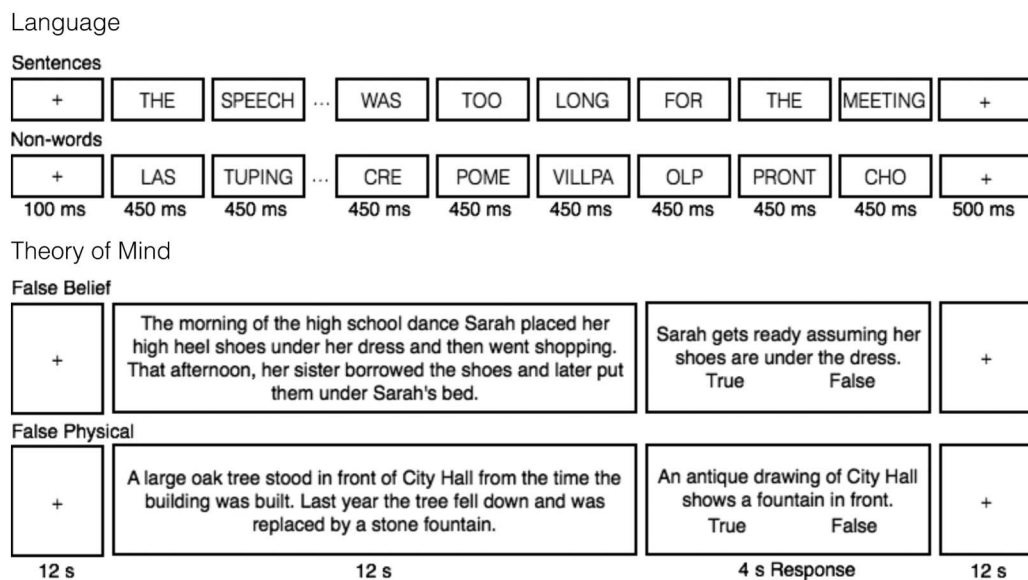 Language
Sentences
+ THE SPEECH ... WAS TOO LONG FOR THE MEETING +
Non-words
+ LAS TUPING ... CRE POME VILLPA OLP PRONT CHO +
100 ms 450 ms 450 ms 450 ms 450 ms 450 ms 450 ms 450 ms 450 ms 500 ms
Theory of Mind
False Belief
+
The morning of the high school dance Sarah placed her
high heel shoes under her dress and then went shopping.
That afternoon, her sister borrowed the shoes and later put
them under Sarah's bed.
Sarah gets ready assuming her
shoes are under the dress.
True False
+
False Physical
+
A large oak tree stood in front of City Hall from the time the
building was built. Last year the tree fell down and was
replaced by a stone fountain.
An antique drawing of City Hall
shows a fountain in front.
True False
+
12 s 12 s 4 s Response 12 s